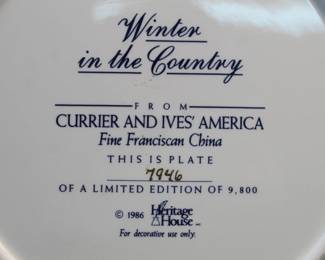 Winter
in the Country
FROM
CURRIER AND IVES' AMERICA
Fine Franciscan China
THIS IS PLATE
7946
OF A LIMITED EDITION OF 9,800
© 1986 Heritage
House
For decorative use only